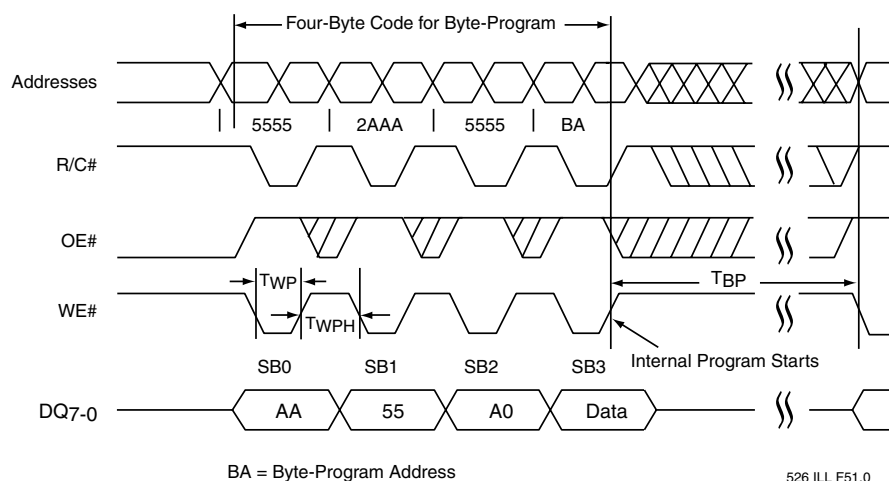 Four-Byte Code for Byte-Program
Addresses
5555 2AAA 5555 BA
R/C#
OE#
TWP
TBP
WE#
TWPH
Internal Program Starts
SB0 SB1 SB2 SB3
DQ7-0 AA 55 A0 Data
BA = Byte-Program Address
526 ILL F51.0